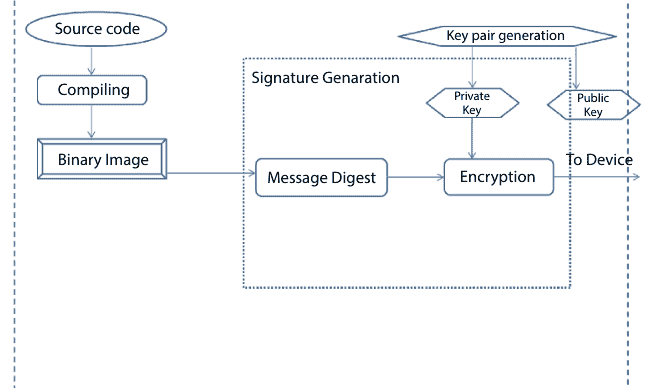 Source code
Key pair generation
Signature Genaration
Compiling
Private
Key
Public
Key
Binary Image
To Device
Message Digest
Encryption